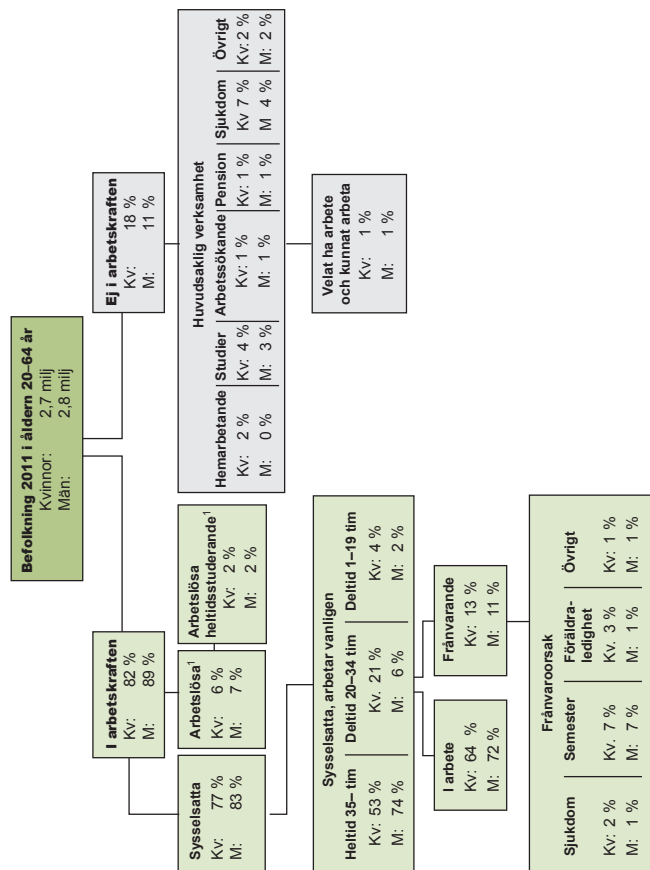 Befolkning 2011 i åldern 20–64 år
Kvinnor: 2,7 milj
Män: 2,8 milj
I arbetskraften
Kv: 82 %
M: 89 %
Ej i arbetskraften
Kv: 18 %
M: 11 %
Sysselsatta
Kv: 77 %
M: 83 %
Arbetslösa¹
Kv: 6 %
M: 7 %
Arbetslösa
heltidsstuderande¹
Kv: 2 %
M: 2 %
Huvudsaklig verksamhet
Hemarbetande Studier Arbetssökande Pension Sjukdom Övrigt
Kv: 2 % Kv: 4 % Kv: 1 % Kv: 1 % Kv 7 % Kv: 2 %
M: 0 % M: 3 % M: 1 % M: 1 % M 4 % M: 2 %
Velat ha arbete
och kunnat arbeta
Kv: 1 %
M: 1 %
Sysselsatta, arbetar vanligen
Heltid 35– tim Deltid 20–34 tim Deltid 1–19 tim
Kv: 53 % Kv. 21 % Kv: 4 %
M: 74 % M: 6 % M: 2 %
I arbete
Kv: 64 %
M: 72 %
Frånvarande
Kv: 13 %
M: 11 %
Frånvaroorsak
Sjukdom Semester Föräldra-
ledighet Övrigt
Kv: 2 % Kv. 7 % Kv. 3 % Kv: 1 %
M: 1 % M: 7 % M: 1 % M: 1 %